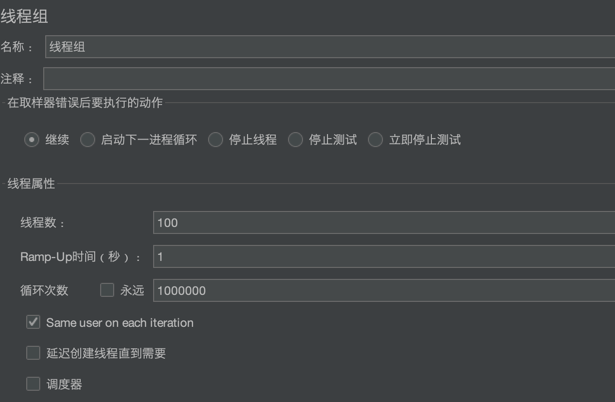 线程组
名称： 线程组
注释：
在取样器错误后要执行的动作
继续 启动下一进程循环 停止线程 停止测试 立即停止测试
线程属性
线程数： 100
Ramp-Up时间（秒）： 1
循环次数 永远 1000000
Same user on each iteration
延迟创建线程直到需要
调度器